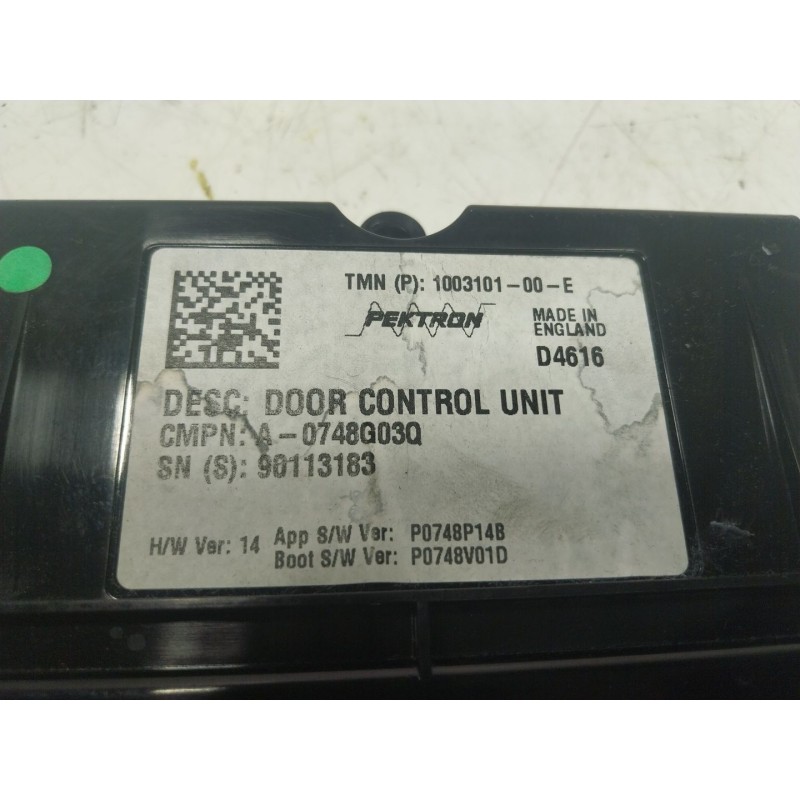 TMN (P): 1003101-00-E
PEKTRON
MADE IN
ENGLAND
D4616
DESC: DOOR CONTROL UNIT
CMPN: A-0748G03Q
SN (S): 90113183
H/W Ver: 14
App S/W Ver: P0748P14B
Boot S/W Ver: P0748V01D